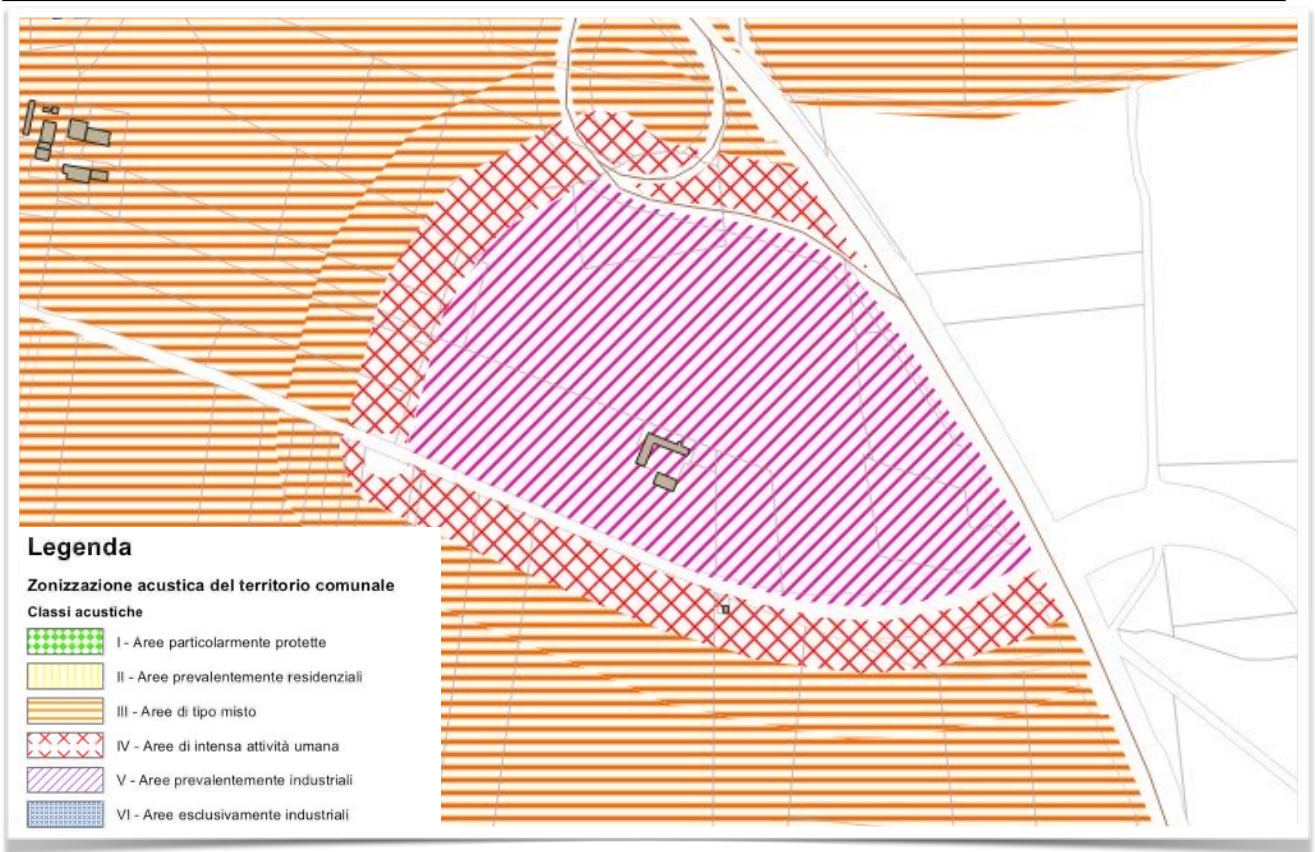 Legenda
Zonizzazione acustica del territorio comunale
Classi acustiche
I - Aree particolarmente protette
II - Aree prevalentemente residenziali
III - Aree di tipo misto
IV - Aree di intensa attività umana
V - Aree prevalentemente industriali
VI - Aree esclusivamente industriali